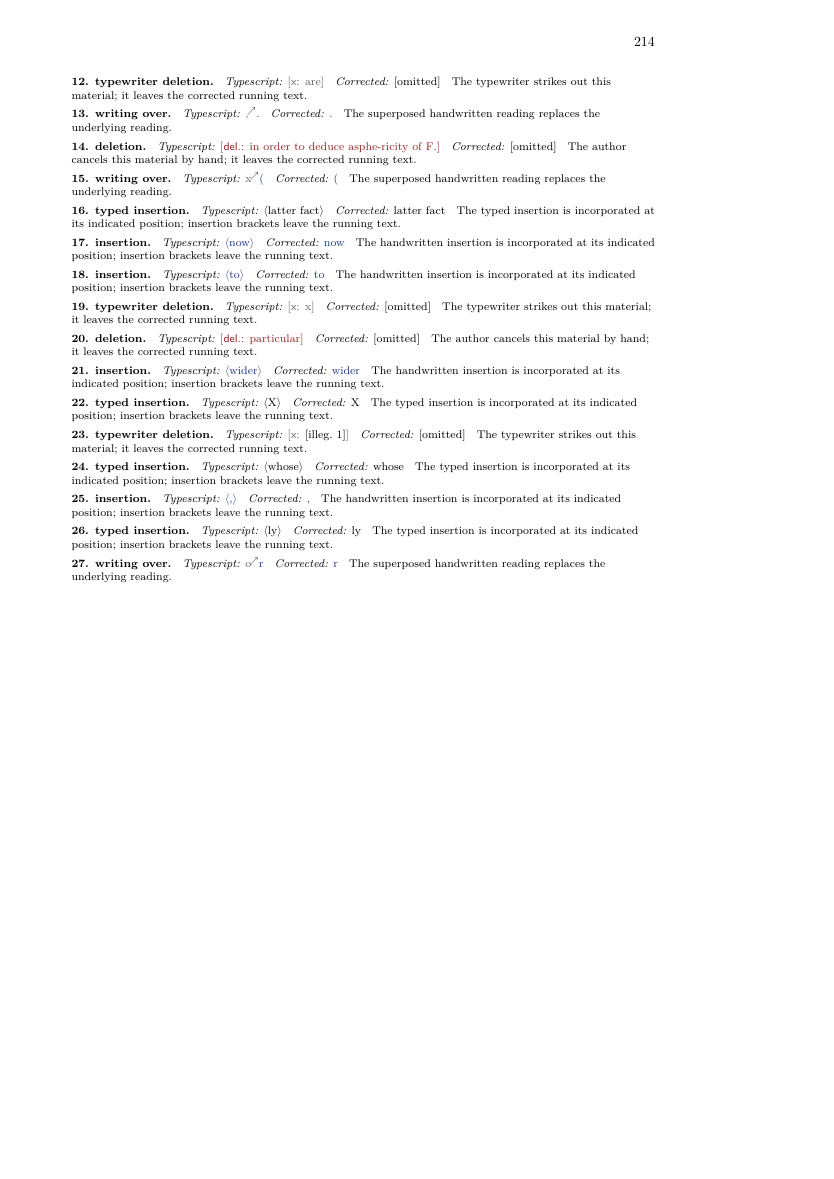 214
12. typewriter deletion. Typescript: [x: are] Corrected: [omitted] The typewriter strikes out this
material; it leaves the corrected running text.
13. writing over. Typescript: .↗. Corrected: . The superposed handwritten reading replaces the
underlying reading.
14. deletion. Typescript: [del.: in order to deduce asphe-ricity of F.] Corrected: [omitted] The author
cancels this material by hand; it leaves the corrected running text.
15. writing over. Typescript: x↗( Corrected: ( The superposed handwritten reading replaces the
underlying reading.
16. typed insertion. Typescript: ⟨latter fact⟩ Corrected: latter fact The typed insertion is incorporated at
its indicated position; insertion brackets leave the running text.
17. insertion. Typescript: ⟨now⟩ Corrected: now The handwritten insertion is incorporated at its indicated
position; insertion brackets leave the running text.
18. insertion. Typescript: ⟨to⟩ Corrected: to The handwritten insertion is incorporated at its indicated
position; insertion brackets leave the running text.
19. typewriter deletion. Typescript: [x: x] Corrected: [omitted] The typewriter strikes out this material;
it leaves the corrected running text.
20. deletion. Typescript: [del.: particular] Corrected: [omitted] The author cancels this material by hand;
it leaves the corrected running text.
21. insertion. Typescript: ⟨wider⟩ Corrected: wider The handwritten insertion is incorporated at its
indicated position; insertion brackets leave the running text.
22. typed insertion. Typescript: ⟨X⟩ Corrected: X The typed insertion is incorporated at its indicated
position; insertion brackets leave the running text.
23. typewriter deletion. Typescript: [x: [illeg. 1]] Corrected: [omitted] The typewriter strikes out this
material; it leaves the corrected running text.
24. typed insertion. Typescript: ⟨whose⟩ Corrected: whose The typed insertion is incorporated at its
indicated position; insertion brackets leave the running text.
25. insertion. Typescript: ⟨,⟩ Corrected: , The handwritten insertion is incorporated at its indicated
position; insertion brackets leave the running text.
26. typed insertion. Typescript: ⟨ly⟩ Corrected: ly The typed insertion is incorporated at its indicated
position; insertion brackets leave the running text.
27. writing over. Typescript: o↗r Corrected: r The superposed handwritten reading replaces the
underlying reading.